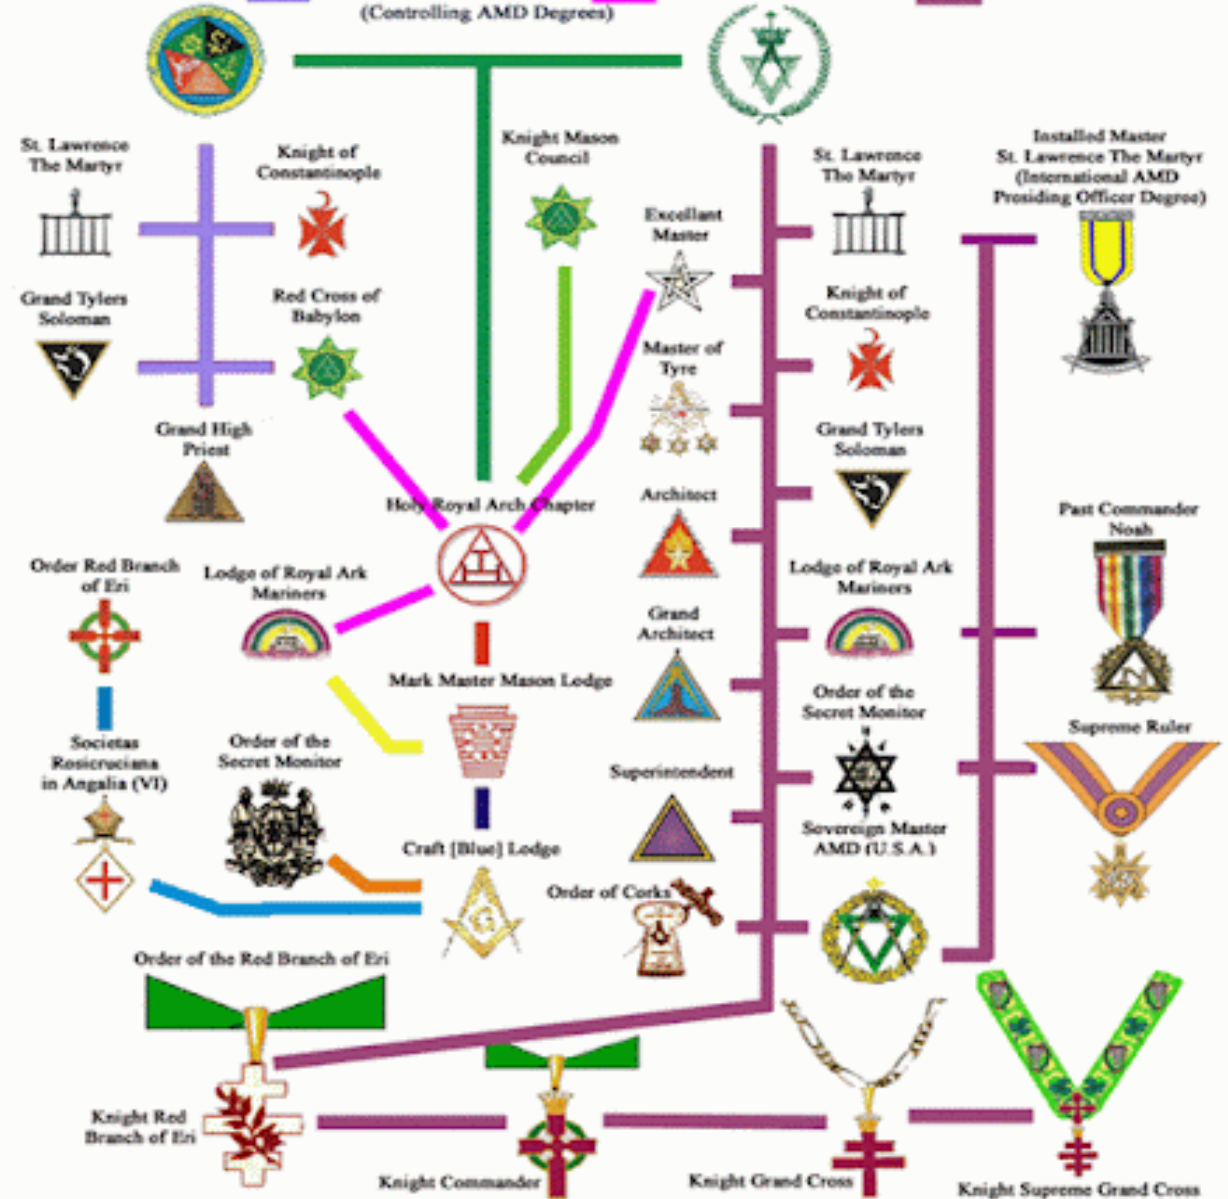 (Controlling AMD Degrees)
St. Lawrence
The Martyr
Knight of
Constantinople
Knight Mason
Council
St. Lawrence
The Martyr
Installed Master
St. Lawrence The Martyr
(International AMD
Presiding Officer Degree)
Excellant
Master
Grand Tylers
Soloman
Red Cross of
Babylon
Knight of
Constantinople
Master of
Tyre
Grand High
Priest
Grand Tylers
Soloman
Holy Royal Arch Chapter
Architect
Past Commander
Noah
Order Red Branch
of Eri
Lodge of Royal Ark
Mariners
Lodge of Royal Ark
Mariners
Grand
Architect
Mark Master Mason Lodge
Order of the
Secret Monitor
Supreme Ruler
Societas
Rosicruciana
in Angalia (VI)
Order of the
Secret Monitor
Superintendent
Sovereign Master
AMD (U.S.A.)
Craft [Blue] Lodge
G
Order of Corks
Order of the Red Branch of Eri
Knight Red
Branch of Eri
Knight Commander
Knight Grand Cross
Knight Supreme Grand Cross